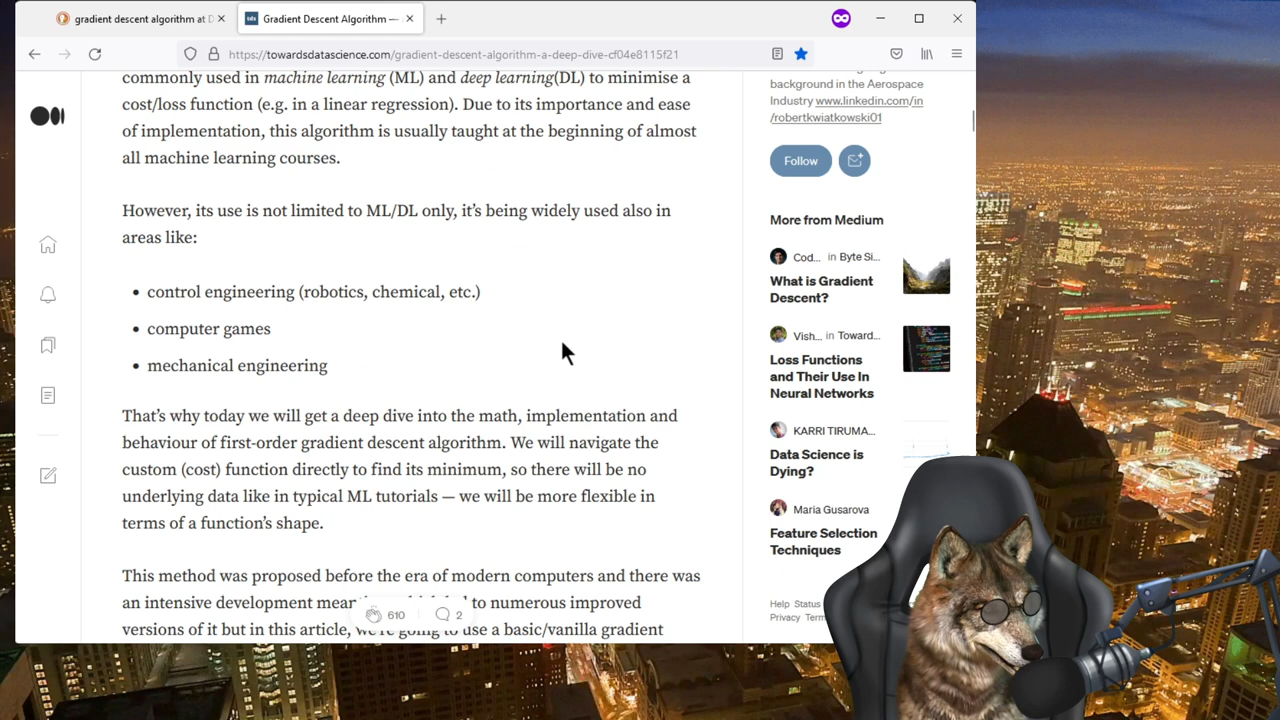 gradient descent algorithm at D
Gradient Descent Algorithm —
https://towardsdatascience.com/gradient-descent-algorithm-a-deep-dive-cf04e8115f21
commonly used in machine learning (ML) and deep learning(DL) to minimise a
cost/loss function (e.g. in a linear regression). Due to its importance and ease
of implementation, this algorithm is usually taught at the beginning of almost
all machine learning courses.
However, its use is not limited to ML/DL only, it's being widely used also in
areas like:
• control engineering (robotics, chemical, etc.)
• computer games
• mechanical engineering
That's why today we will get a deep dive into the math, implementation and
behaviour of first-order gradient descent algorithm. We will navigate the
custom (cost) function directly to find its minimum, so there will be no
underlying data like in typical ML tutorials — we will be more flexible in
terms of a function's shape.
This method was proposed before the era of modern computers and there was
an intensive development to numerous improved
versions of it but in this article, we're going to use a basic/vanilla gradient
610
2
background in the Aerospace
Industry www.linkedin.com/in
/robertkwiatkowski01
Follow
More from Medium
Cod... in Byte Si...
What is Gradient
Descent?
Vish... in Toward...
Loss Functions
and Their Use In
Neural Networks
KARRI TIRUMA...
Data Science is
Dying?
Maria Gusarova
Feature Selection
Techniques
Help Status
Privacy Term